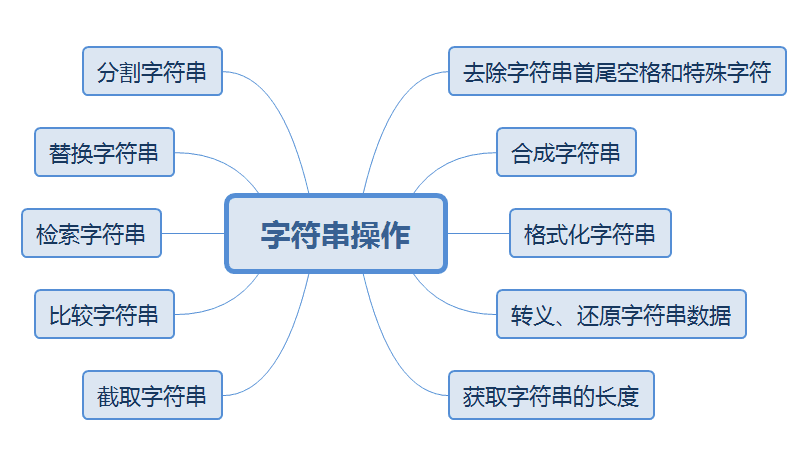 字符串操作
去除字符串首尾空格和特殊字符
合成字符串
格式化字符串
转义、还原字符串数据
获取字符串的长度
分割字符串
替换字符串
检索字符串
比较字符串
截取字符串